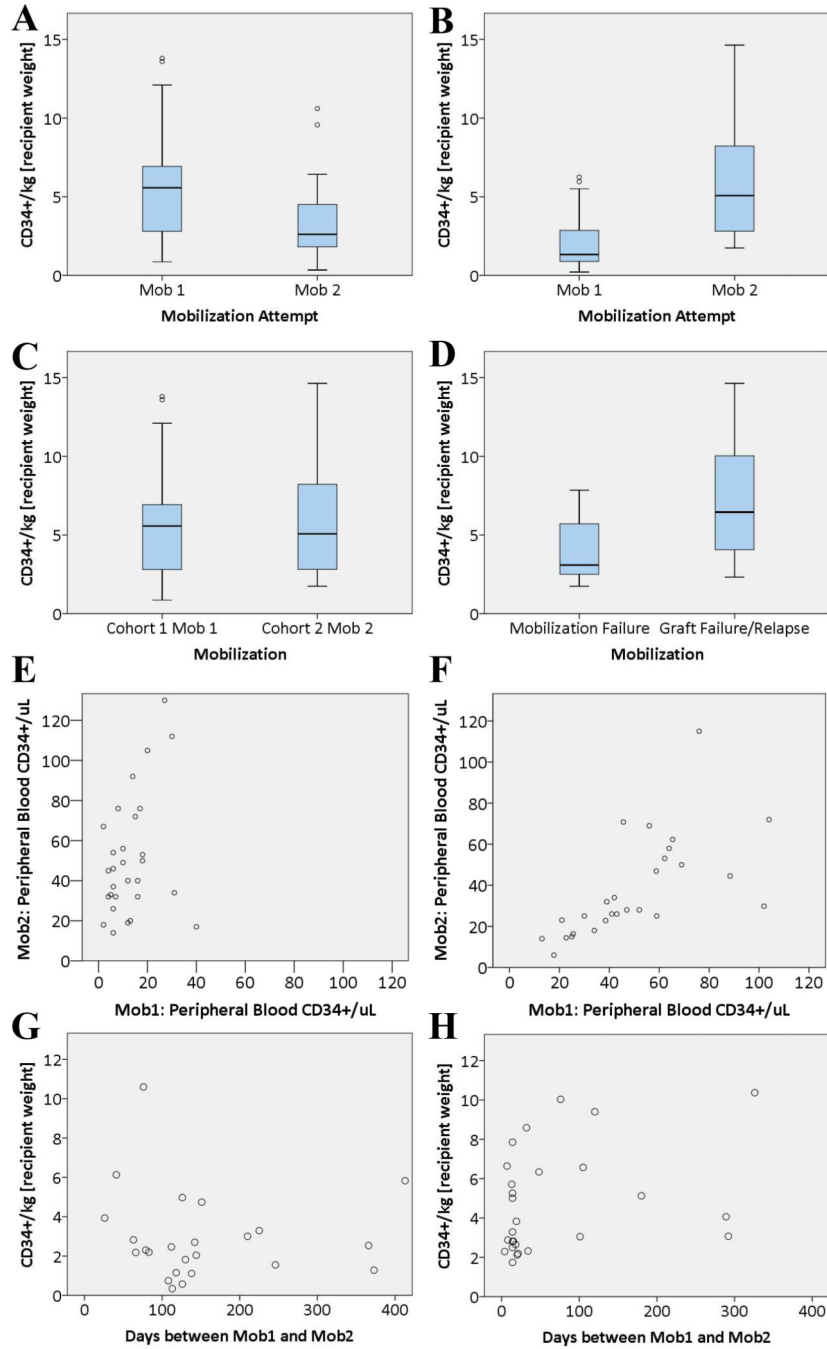 A
CD34+/kg [recipient weight]
15
10
5
0
Mob 1
Mob 2
Mobilization Attempt
B
CD34+/kg [recipient weight]
15
10
5
0
Mob 1
Mob 2
Mobilization Attempt
C
CD34+/kg [recipient weight]
15
10
5
0
Cohort 1 Mob 1
Cohort 2 Mob 2
Mobilization
D
CD34+/kg [recipient weight]
15
10
5
0
Mobilization Failure
Graft Failure/Relapse
Mobilization
E
Mob2: Peripheral Blood CD34+/uL
120
100
80
60
40
20
0
0 20 40 60 80 100 120
Mob1: Peripheral Blood CD34+/uL
F
Mob2: Peripheral Blood CD34+/uL
120
100
80
60
40
20
0
0 20 40 60 80 100 120
Mob1: Peripheral Blood CD34+/uL
G
CD34+/kg [recipient weight]
12
10
8
6
4
2
0
0 100 200 300 400
Days between Mob1 and Mob2
H
CD34+/kg [recipient weight]
12
10
8
6
4
2
0
0 100 200 300 400
Days between Mob1 and Mob2